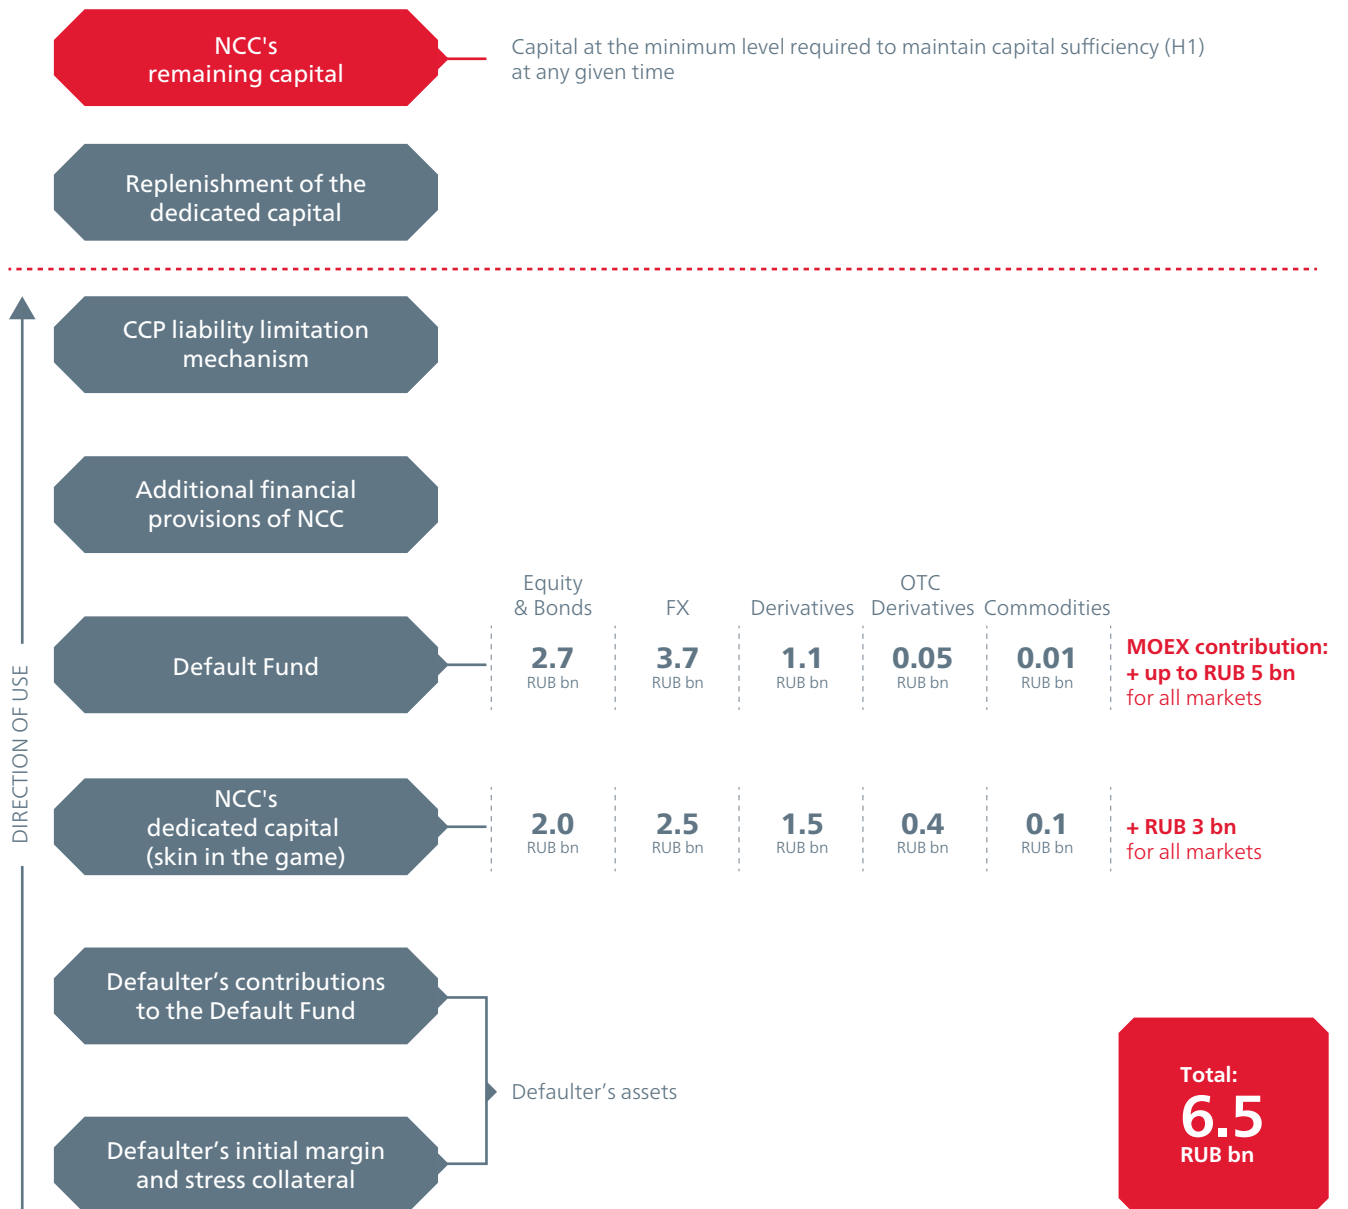 NCC's
remaining capital
Capital at the minimum level required to maintain capital sufficiency (H1)
at any given time
Replenishment of the
dedicated capital
CCP liability limitation
mechanism
Additional financial
provisions of NCC
DIRECTION OF USE
Equity
& Bonds
FX
Derivatives
OTC
Derivatives
Commodities
Default Fund
2.7
RUB bn
3.7
RUB bn
1.1
RUB bn
0.05
RUB bn
0.01
RUB bn
MOEX contribution:
+ up to RUB 5 bn
for all markets
NCC's
dedicated capital
(skin in the game)
2.0
RUB bn
2.5
RUB bn
1.5
RUB bn
0.4
RUB bn
0.1
RUB bn
+ RUB 3 bn
for all markets
Defaulter’s contributions
to the Default Fund
Defaulter’s assets
Defaulter’s initial margin
and stress collateral
Total:
6.5
RUB bn